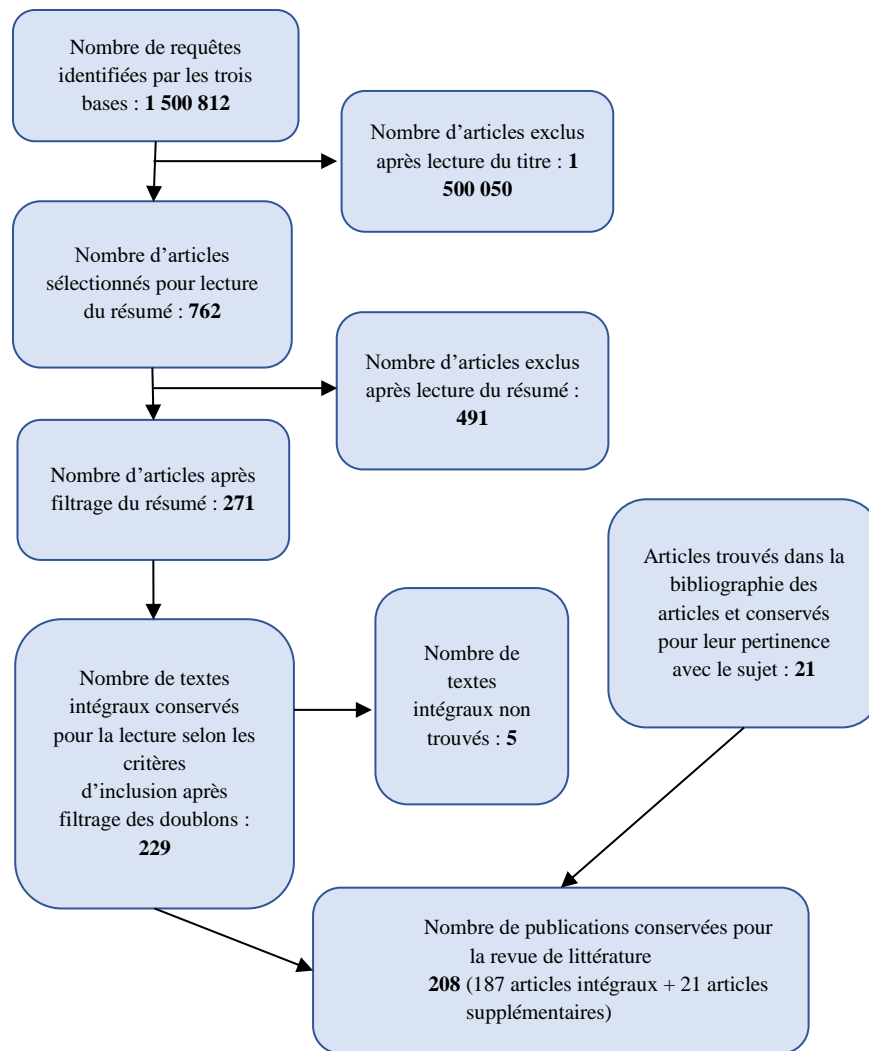 Nombre de requêtes
identifiées par les trois
bases : 1 500 812
Nombre d’articles exclus
après lecture du titre : 1
500 050
Nombre d’articles
sélectionnés pour lecture
du résumé : 762
Nombre d’articles exclus
après lecture du résumé :
491
Nombre d’articles après
filtrage du résumé : 271
Articles trouvés dans la
bibliographie des
articles et conservés
pour leur pertinence
avec le sujet : 21
Nombre de textes
intégraux conservés
pour la lecture selon les
critères
d’inclusion après
filtrage des doublons :
229
Nombre de
textes
intégraux non
trouvés : 5
Nombre de publications conservées pour
la revue de littérature
208 (187 articles intégraux + 21 articles
supplémentaires)